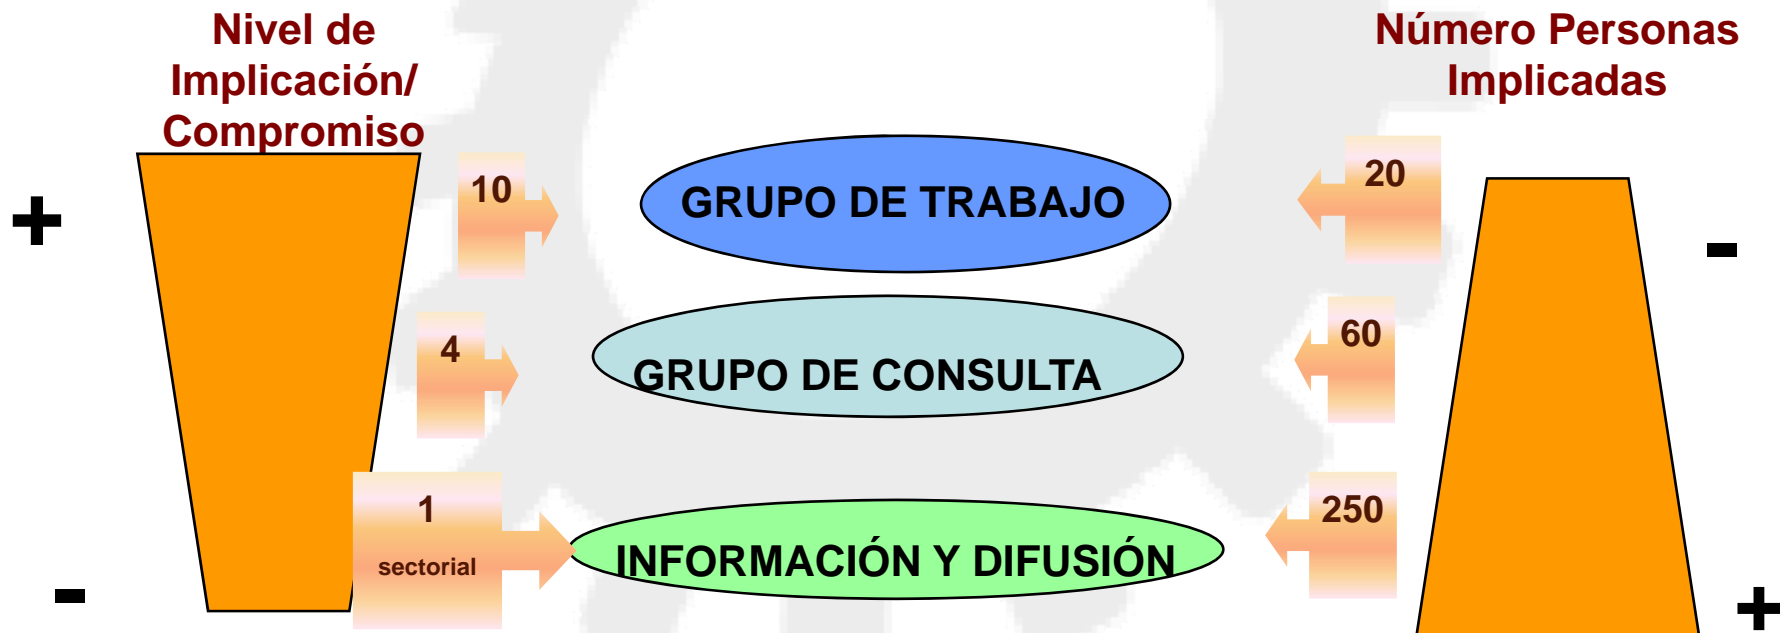 Nivel de
Implicación/
Compromiso
Número Personas
Implicadas
+
10
GRUPO DE TRABAJO
20
-
4
GRUPO DE CONSULTA
60
1
sectorial
INFORMACIÓN Y DIFUSIÓN
250
-
+